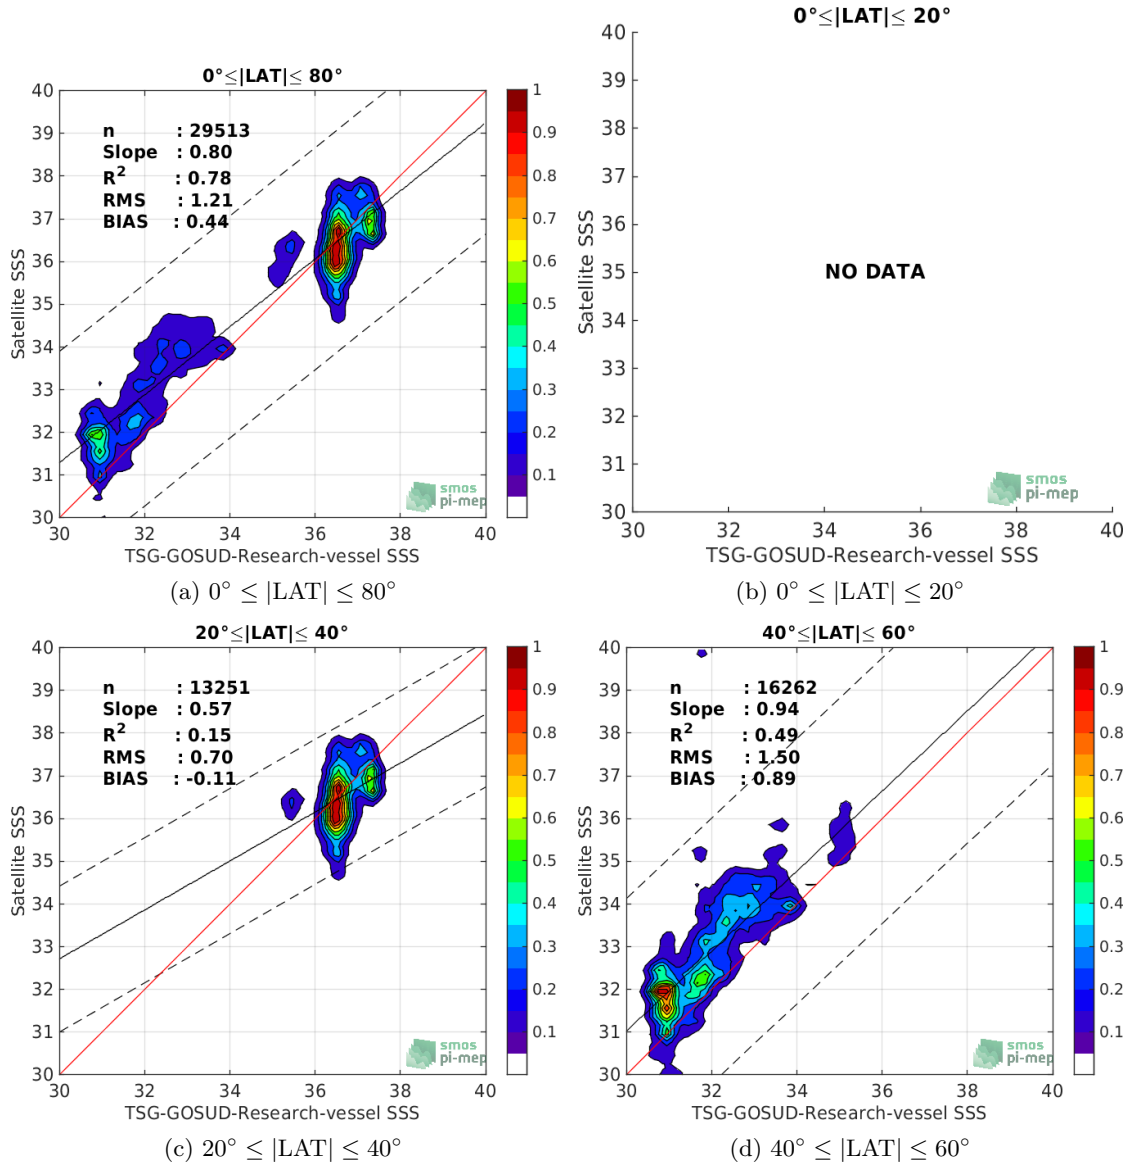 0°≤|LAT|≤ 80°
n : 29513
Slope : 0.80
R² : 0.78
RMS : 1.21
BIAS : 0.44
Satellite SSS
40
39
38
37
36
35
34
33
32
31
30
30 32 34 36 38 40
TSG-GOSUD-Research-vessel SSS
1
0.9
0.8
0.7
0.6
0.5
0.4
0.3
0.2
0.1
smos
pi-mep
(a) 0° ≤ |LAT| ≤ 80°
0°≤|LAT|≤ 20°
NO DATA
Satellite SSS
40
39
38
37
36
35
34
33
32
31
30
30 32 34 36 38 40
TSG-GOSUD-Research-vessel SSS
smos
pi-mep
(b) 0° ≤ |LAT| ≤ 20°
20°≤|LAT|≤ 40°
n : 13251
Slope : 0.57
R² : 0.15
RMS : 0.70
BIAS : -0.11
Satellite SSS
40
39
38
37
36
35
34
33
32
31
30
30 32 34 36 38 40
TSG-GOSUD-Research-vessel SSS
1
0.9
0.8
0.7
0.6
0.5
0.4
0.3
0.2
0.1
smos
pi-mep
(c) 20° ≤ |LAT| ≤ 40°
40°≤|LAT|≤ 60°
n : 16262
Slope : 0.94
R² : 0.49
RMS : 1.50
BIAS : 0.89
Satellite SSS
40
39
38
37
36
35
34
33
32
31
30
30 32 34 36 38 40
TSG-GOSUD-Research-vessel SSS
1
0.9
0.8
0.7
0.6
0.5
0.4
0.3
0.2
0.1
smos
pi-mep
(d) 40° ≤ |LAT| ≤ 60°